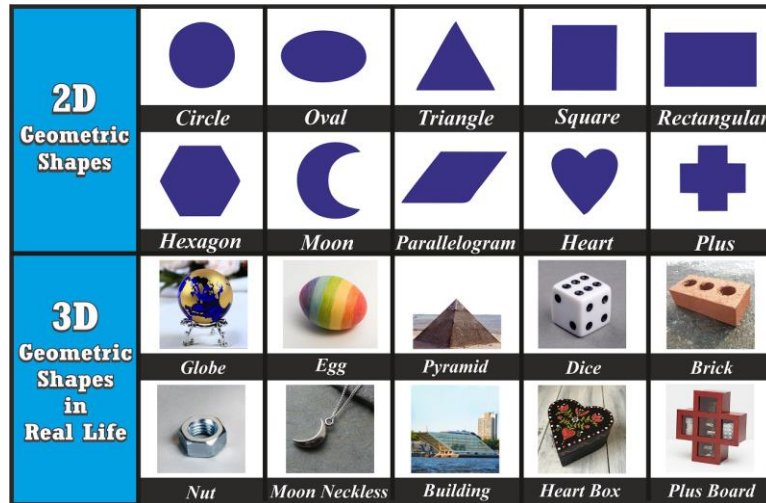 2D
Geometric
Shapes
Circle
Oval
Triangle
Square
Rectangular
Hexagon
Moon
Parallelogram
Heart
Plus
3D
Geometric
Shapes
in
Real Life
Globe
Egg
Pyramid
Dice
Brick
Nut
Moon Neckless
Building
Heart Box
Plus Board